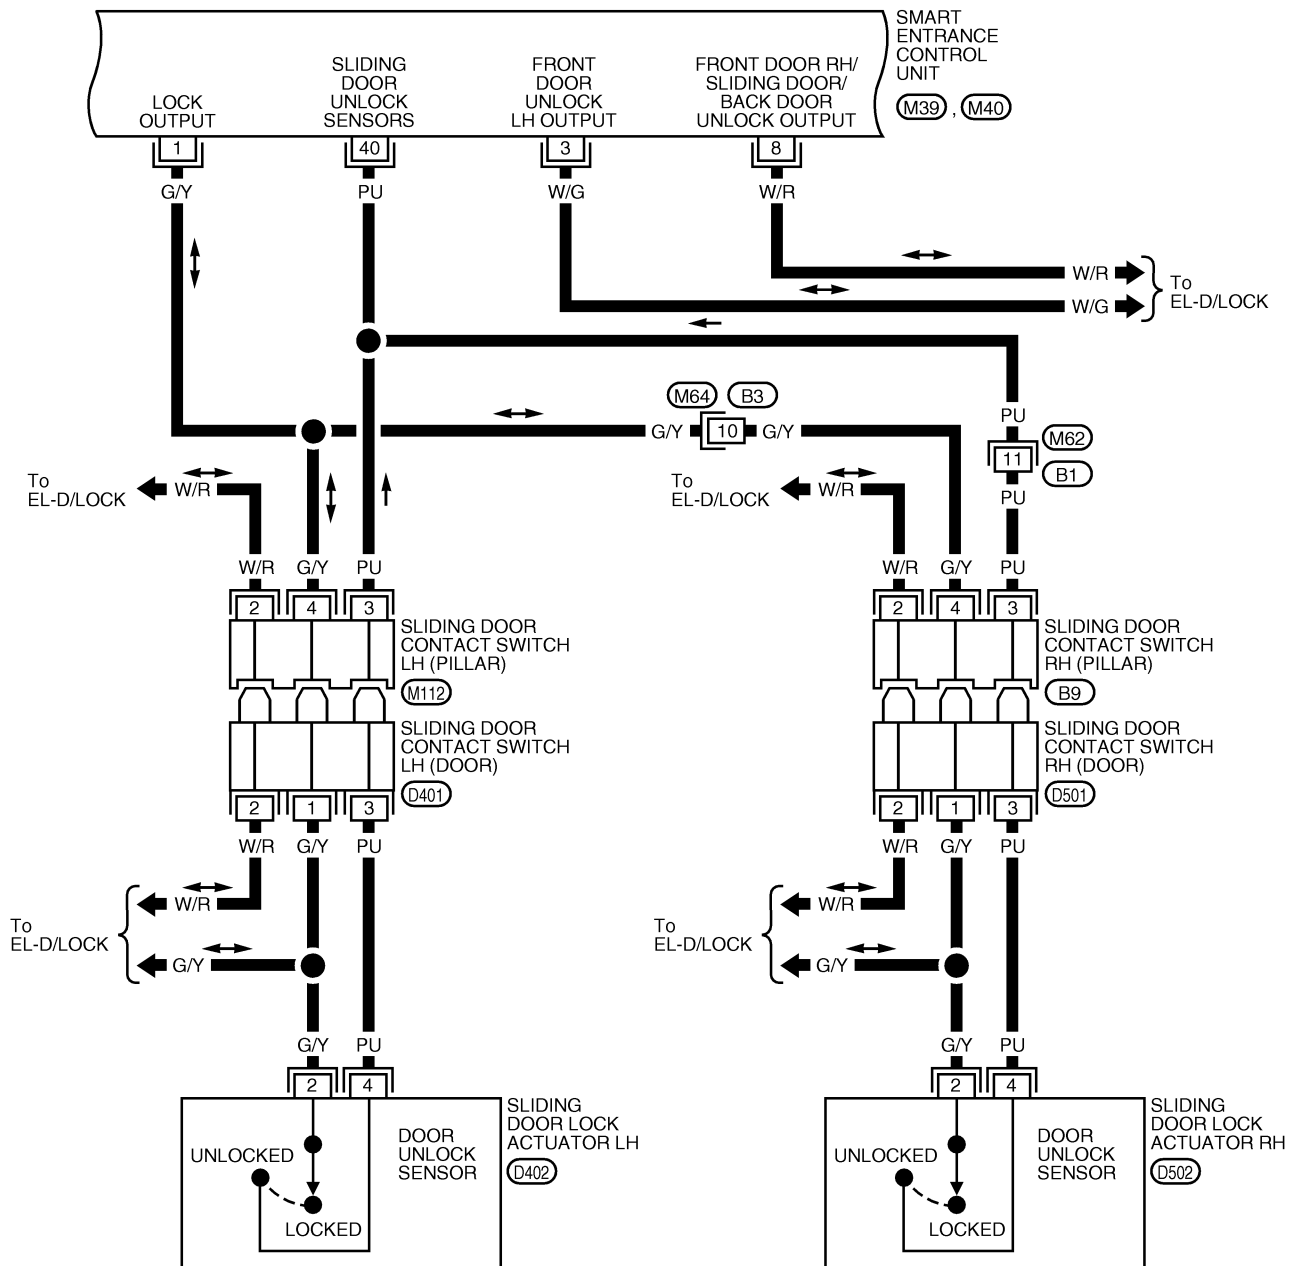 SMART
ENTRANCE
CONTROL
UNIT
M39 , M40
LOCK
OUTPUT
SLIDING
DOOR
UNLOCK
SENSORS
FRONT
DOOR
UNLOCK
LH OUTPUT
FRONT DOOR RH/
SLIDING DOOR/
BACK DOOR
UNLOCK OUTPUT
1 40 3 8
G/Y PU W/G W/R
W/R
W/G
To
EL-D/LOCK
M64 B3
G/Y 10 G/Y
PU
11
M62
B1
PU
To
EL-D/LOCK
W/R
To
EL-D/LOCK
W/R
W/R G/Y PU
2 4 3
SLIDING DOOR
CONTACT SWITCH
LH (PILLAR)
M112
W/R G/Y PU
2 4 3
SLIDING DOOR
CONTACT SWITCH
RH (PILLAR)
B9
SLIDING DOOR
CONTACT SWITCH
LH (DOOR)
D401
2 1 3
W/R G/Y PU
SLIDING DOOR
CONTACT SWITCH
RH (DOOR)
D501
2 1 3
W/R G/Y PU
To
EL-D/LOCK
W/R
G/Y
To
EL-D/LOCK
W/R
G/Y
G/Y PU
2 4
G/Y PU
2 4
SLIDING
DOOR LOCK
ACTUATOR LH
D402
DOOR
UNLOCK
SENSOR
UNLOCKED
LOCKED
SLIDING
DOOR LOCK
ACTUATOR RH
D502
DOOR
UNLOCK
SENSOR
UNLOCKED
LOCKED